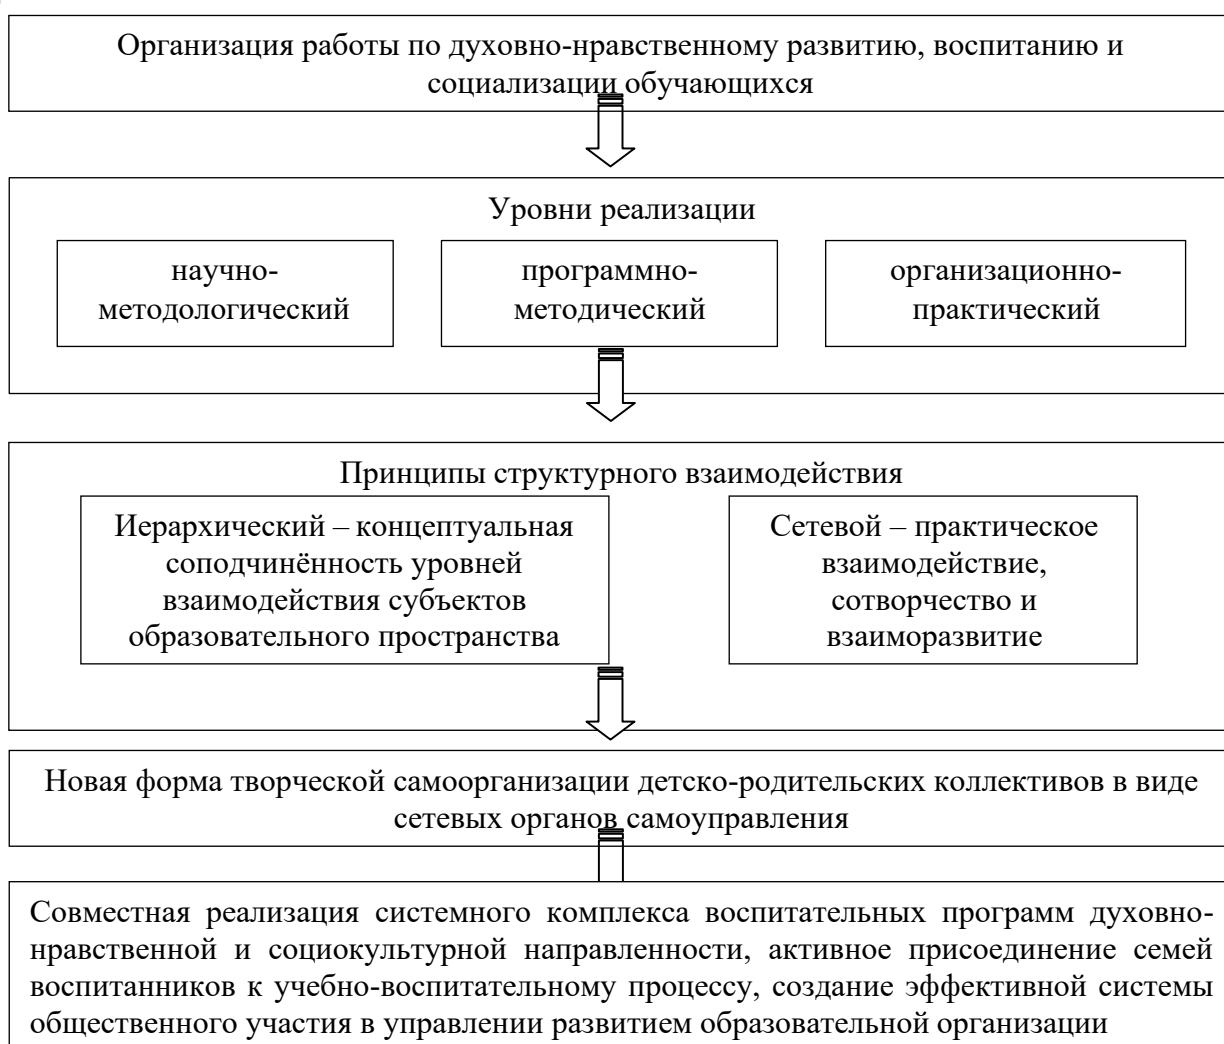 Организация работы по духовно-нравственному развитию, воспитанию и
социализации обучающихся
Уровни реализации
научно-
методологический
программно-
методический
организационно-
практический
Принципы структурного взаимодействия
Иерархический – концептуальная
соподчинённость уровней
взаимодействия субъектов
образовательного пространства
Сетевой – практическое
взаимодействие,
сотворчество и
взаиморазвитие
Новая форма творческой самоорганизации детско-родительских коллективов в виде
сетевых органов самоуправления
Совместная реализация системного комплекса воспитательных программ духовно-
нравственной и социокультурной направленности, активное присоединение семей
воспитанников к учебно-воспитательному процессу, создание эффективной системы
общественного участия в управлении развитием образовательной организации